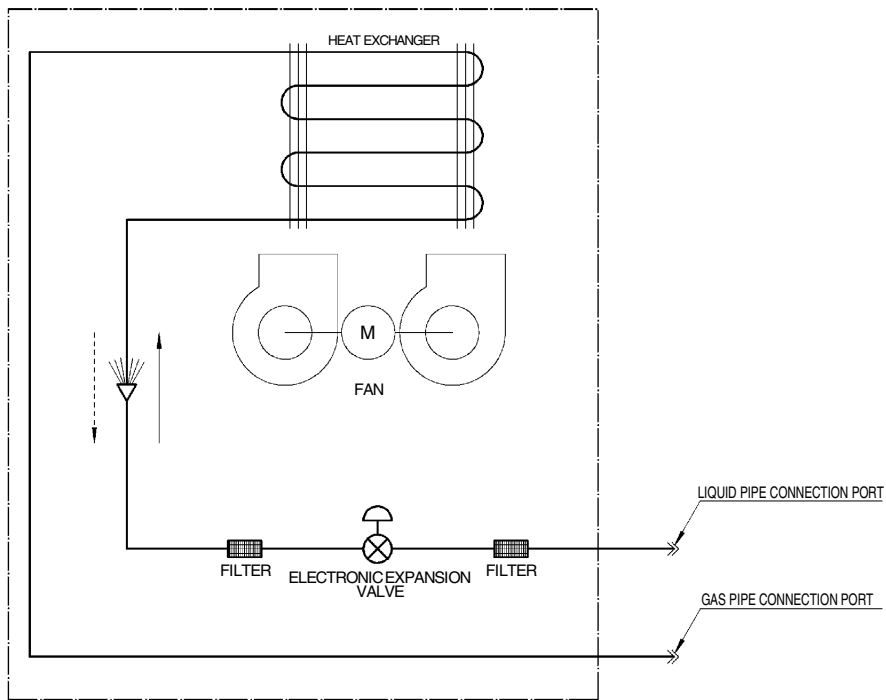 HEAT EXCHANGER
M
FAN
LIQUID PIPE CONNECTION PORT
FILTER
ELECTRONIC EXPANSION
VALVE
FILTER
GAS PIPE CONNECTION PORT